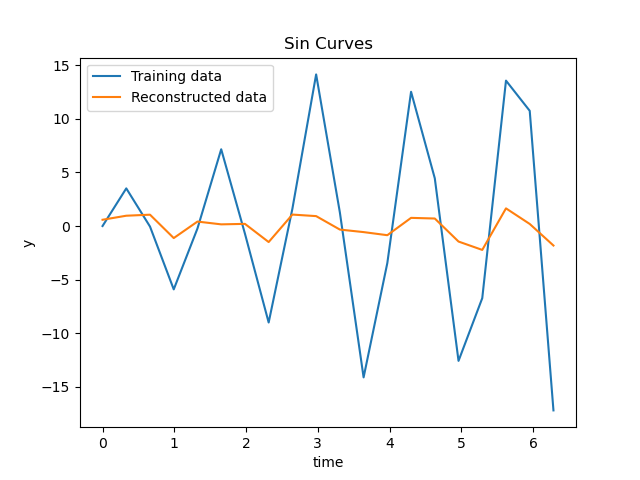 Sin Curves
Training data
Reconstructed data
15
10
5
0
−5
−10
−15
y
0 1 2 3 4 5 6
time